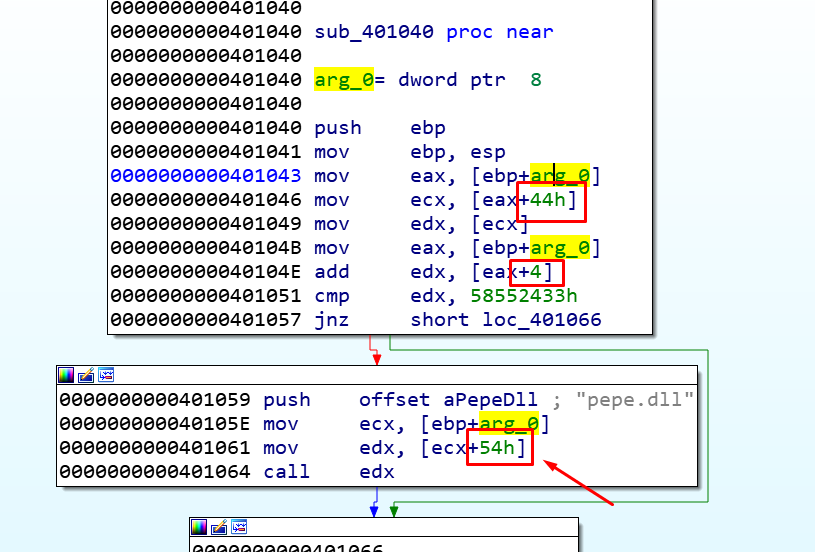 0000000000401040
0000000000401040 sub_401040 proc near
0000000000401040
0000000000401040 arg_0= dword ptr  8
0000000000401040
0000000000401040 push    ebp
0000000000401041 mov     ebp, esp
0000000000401043 mov     eax, [ebp+arg_0]
0000000000401046 mov     ecx, [eax+44h]
0000000000401049 mov     edx, [ecx]
000000000040104B mov     eax, [ebp+arg_0]
000000000040104E add     edx, [eax+4]
0000000000401051 cmp     edx, 58552433h
0000000000401057 jnz     short loc_401066
0000000000401059 push    offset aPepeDll ; "pepe.dll"
000000000040105E mov     ecx, [ebp+arg_0]
0000000000401061 mov     edx, [ecx+54h]
0000000000401064 call    edx
0000000000401066